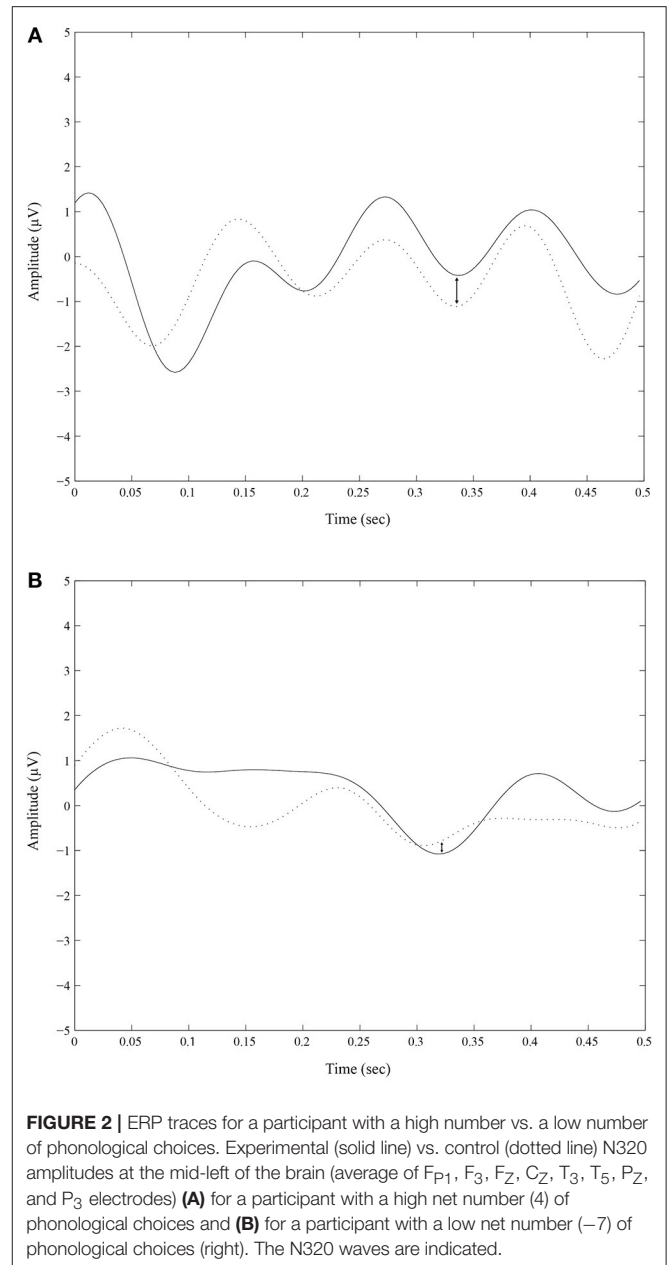 A
5
4
3
2
1
0
−1
−2
−3
−4
−5
Amplitude (µV)
0 0.05 0.1 0.15 0.2 0.25 0.3 0.35 0.4 0.45 0.5
Time (sec)
B
5
4
3
2
1
0
−1
−2
−3
−4
−5
Amplitude (µV)
0 0.05 0.1 0.15 0.2 0.25 0.3 0.35 0.4 0.45 0.5
Time (sec)
FIGURE 2 | ERP traces for a participant with a high number vs. a low number
of phonological choices. Experimental (solid line) vs. control (dotted line) N320
amplitudes at the mid-left of the brain (average of FP1, F3, FZ, CZ, T3, T5, PZ,
and P3 electrodes) (A) for a participant with a high net number (4) of
phonological choices and (B) for a participant with a low net number (−7) of
phonological choices (right). The N320 waves are indicated.